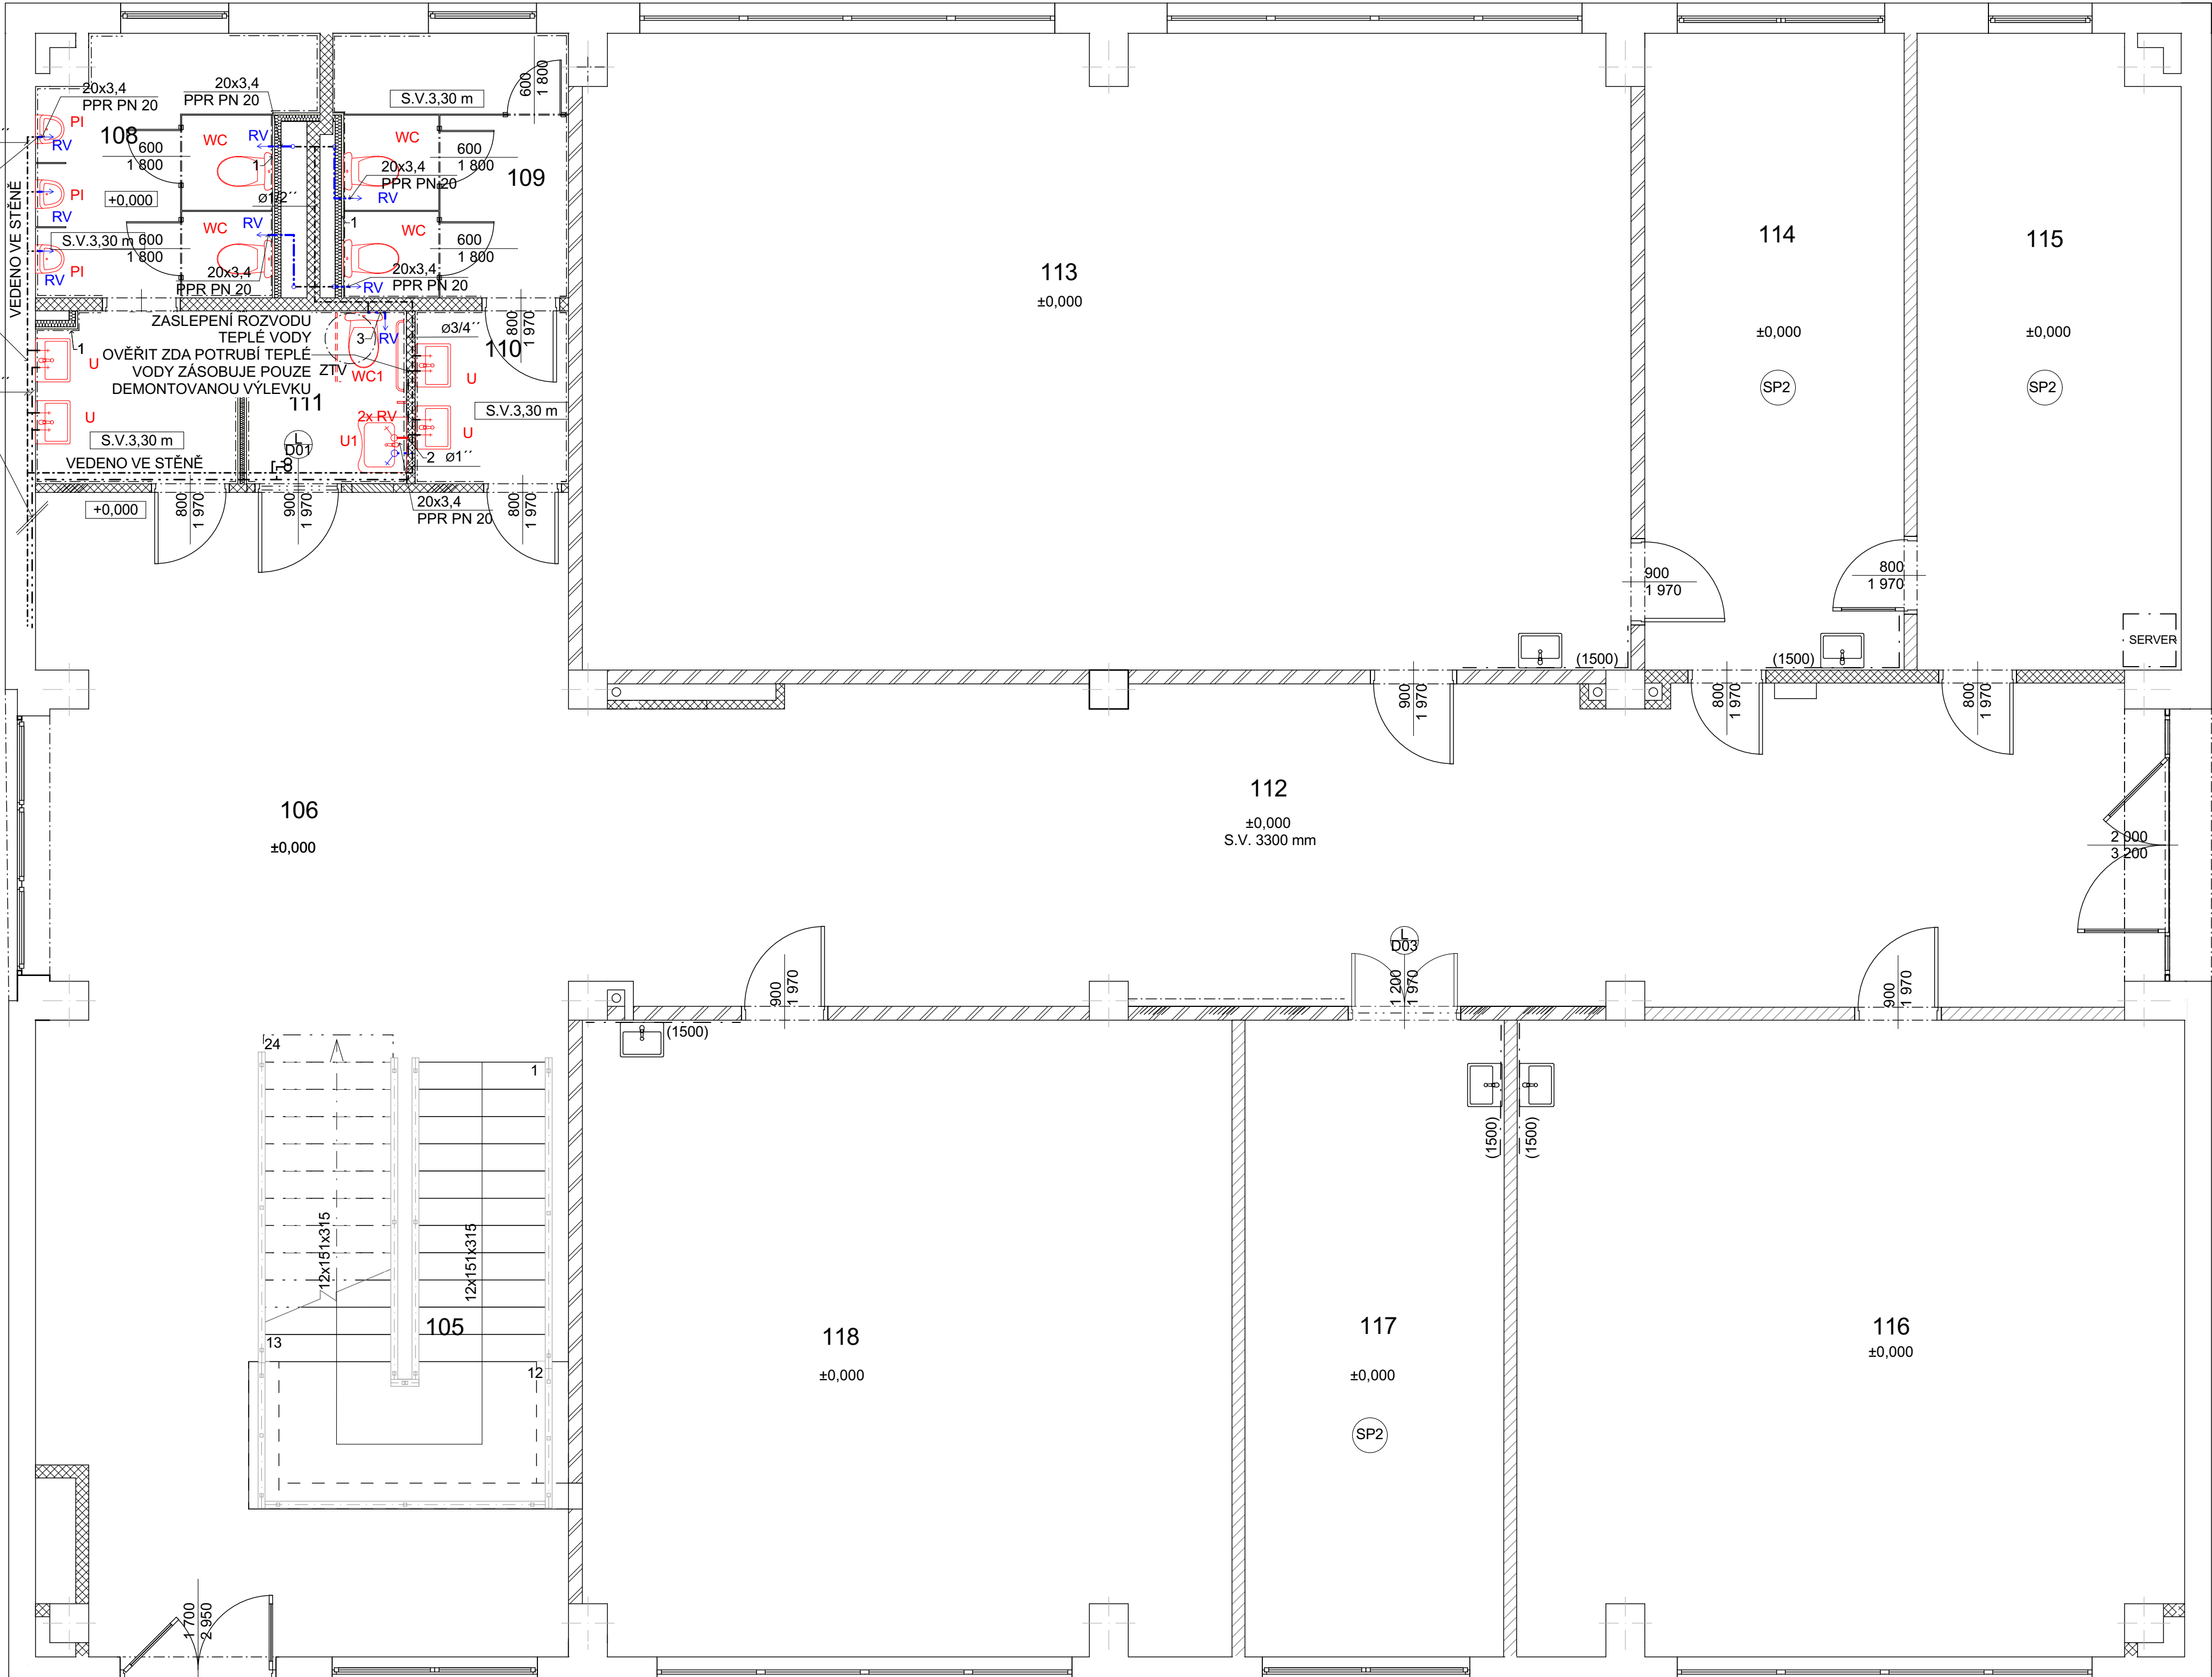 20x3,4
PPR PN 20
20x3,4
PPR PN 20
S.V.3,30 m
600
1 800
PI
108
RV
600
1 800
WC
RV
WC
1
600
1 800
109
20x3,4
PPR PN 20
RV
PI
RV
+0,000
ø1/2´´
VEDENO VE STĚNĚ
S.V.3,30 m
600
1 800
WC
RV
1
WC
600
1 800
PI
RV
20x3,4
PPR PN 20
20x3,4
PPR PN 20
RV
ZASLEPENÍ ROZVODU
TEPLÉ VODY
OVĚŘIT ZDA POTRUBÍ TEPLÉ
VODY ZÁSOBUJE POUZE
DEMONTOVANOU VÝLEVKU
ZTV
1
1
U
3
RV
WC1
ø3/4´´
110
800
1 970
U
111
U
S.V.3,30 m
VEDENO VE STĚNĚ
L
D01
2x RV
U1
U
S.V.3,30 m
2
ø1´´
20x3,4
PPR PN 20
+0,000
800
1 970
900
1 970
800
1 970
113
±0,000
114
±0,000
SP2
115
±0,000
SP2
900
1 970
800
1 970
SERVER
(1500)
(1500)
900
1 970
800
1 970
800
1 970
106
±0,000
112
±0,000
S.V. 3300 mm
2 000
3 200
900
1 970
L
D03
1 200
1 970
900
1 970
(1500)
(1500)
(1500)
24
1
12x151x315
12x151x315
13
12
105
118
±0,000
117
±0,000
SP2
116
±0,000
1 700
2 950